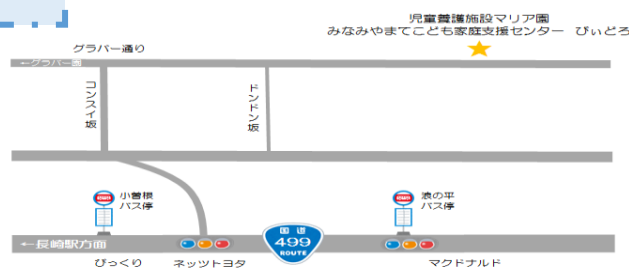 児童養護施設マリア園
みなみやまてこども家庭支援センター びぃどろ
グラバー通り
←グラバー園
コンスイ坂
ドンドン坂
小曽根
バス停
浪の平
バス停
国道
499
ROUTE
←長崎駅方面
びっくり
ネッツトヨタ
マクドナルド